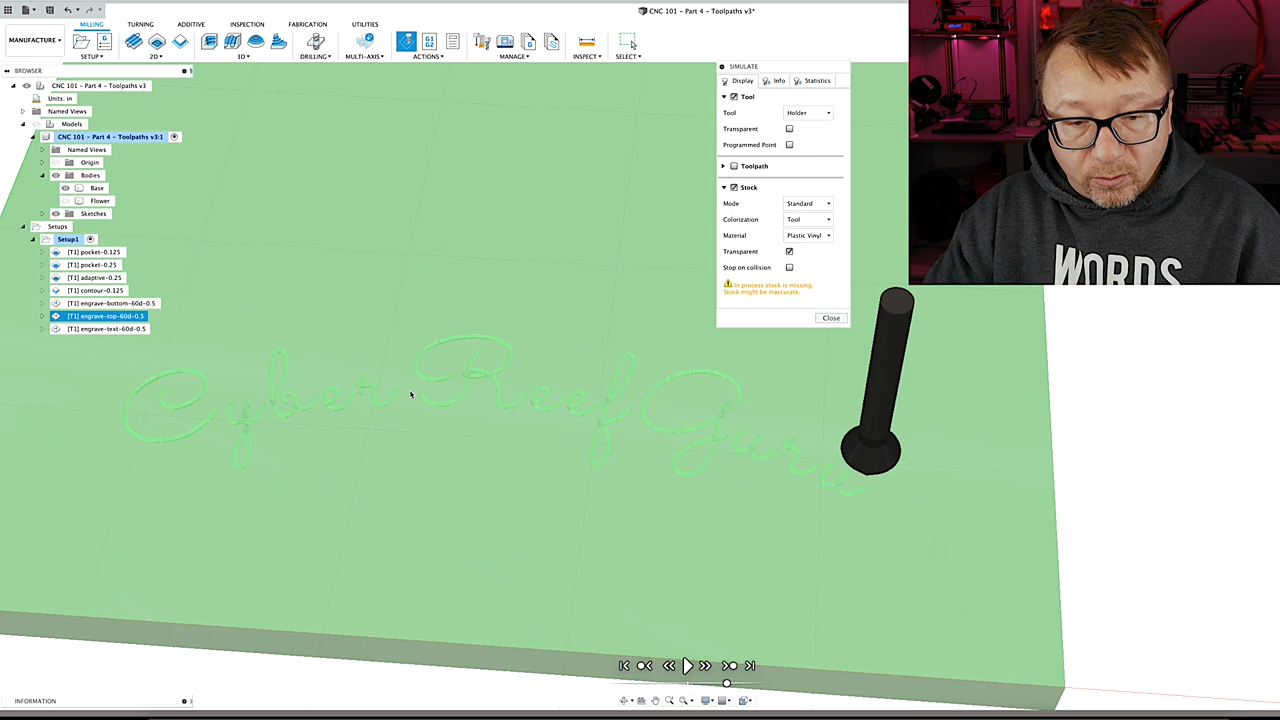 CNC 101 - Part 4 - Toolpaths v3*
MILLING TURNING ADDITIVE INSPECTION FABRICATION UTILITIES
MANUFACTURE
SETUP 2D 3D DRILLING MULTI-AXIS ACTIONS MANAGE INSPECT SELECT
G1
G2
BROWSER
CNC 101 - Part 4 - Toolpaths v3
Units: in
Named Views
Models
CNC 101 - Part 4 - Toolpaths v3:1
Named Views
Origin
Bodies
Base
Flower
Sketches
Setups
Setup1
[T1] pocket-0.125
[T1] pocket-0.25
[T1] adaptive-0.25
[T1] contour-0.125
[T1] engrave-bottom-60d-0.5
[T1] engrave-top-60d-0.5
[T1] engrave-text-60d-0.5
SIMULATE
Display Info Statistics
Tool
Tool Holder
Transparent
Programmed Point
Toolpath
Stock
Mode Standard
Colorization Tool
Material Plastic Vinyl
Transparent
Stop on collision
In process stock is missing.
Stock might be inaccurate.
Close
WORDS
Cyber Reef Guru
INFORMATION